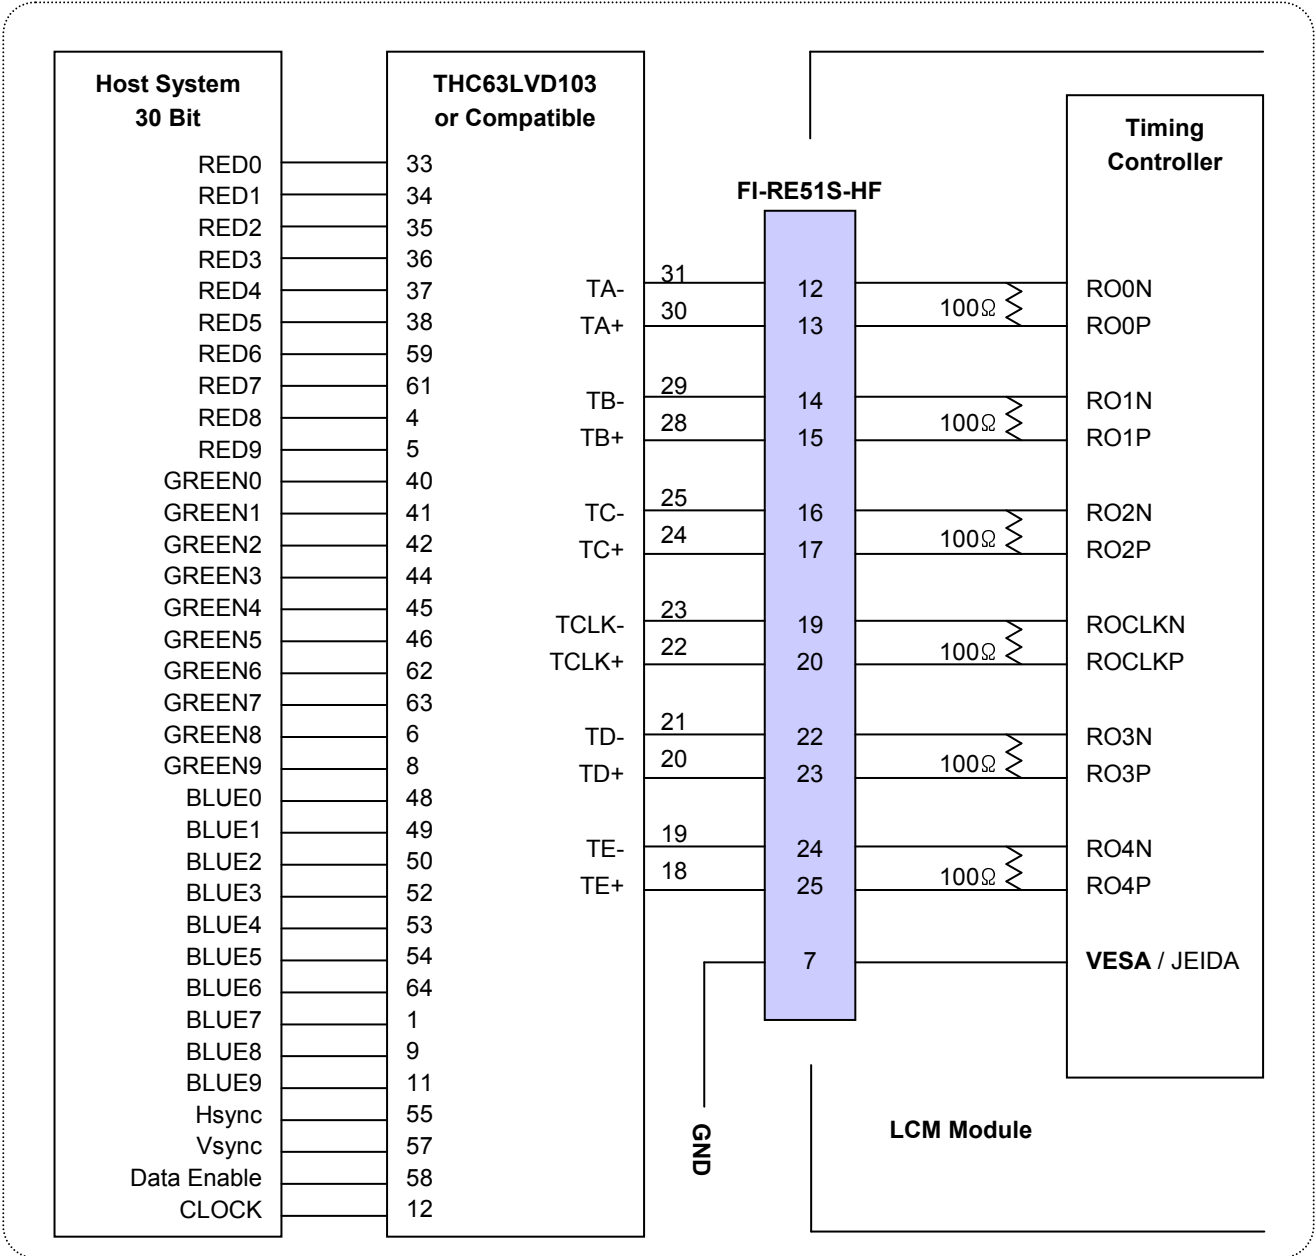 Host System
30 Bit
RED0
RED1
RED2
RED3
RED4
RED5
RED6
RED7
RED8
RED9
GREEN0
GREEN1
GREEN2
GREEN3
GREEN4
GREEN5
GREEN6
GREEN7
GREEN8
GREEN9
BLUE0
BLUE1
BLUE2
BLUE3
BLUE4
BLUE5
BLUE6
BLUE7
BLUE8
BLUE9
Hsync
Vsync
Data Enable
CLOCK
THC63LVD103
or Compatible
33
34
35
36
37
38
59
61
4
5
40
41
42
44
45
46
62
63
6
8
48
49
50
52
53
54
64
1
9
11
55
57
58
12
TA-
TA+
TB-
TB+
TC-
TC+
TCLK-
TCLK+
TD-
TD+
TE-
TE+
31
30
29
28
25
24
23
22
21
20
19
18
GND
FI-RE51S-HF
12
13
14
15
16
17
19
20
22
23
24
25
7
100Ω
100Ω
100Ω
100Ω
100Ω
100Ω
Timing
Controller
RO0N
RO0P
RO1N
RO1P
RO2N
RO2P
ROCLKN
ROCLKP
RO3N
RO3P
RO4N
RO4P
VESA / JEIDA
LCM Module